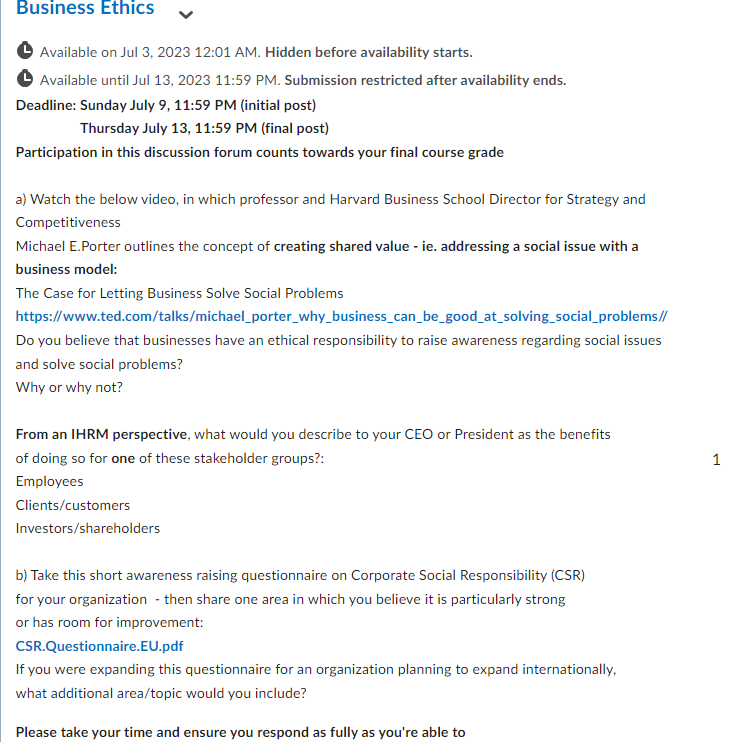 Business Ethics
Available on Jul 3, 2023 12:01 AM. Hidden before availability starts.
Available until Jul 13, 2023 11:59 PM. Submission restricted after availability ends.
Deadline: Sunday July 9, 11:59 PM (initial post)
Thursday July 13, 11:59 PM (final post)
Participation in this discussion forum counts towards your final course grade
a) Watch the below video, in which professor and Harvard Business School Director for Strategy and
Competitiveness
Michael E.Porter outlines the concept of creating shared value - ie. addressing a social issue with a
business model:
The Case for Letting Business Solve Social Problems
https://www.ted.com/talks/michael_porter_why_business_can_be_good_at_solving_social_problems//
Do you believe that businesses have an ethical responsibility to raise awareness regarding social issues
and solve social problems?
Why or why not?
From an IHRM perspective, what would you describe to your CEO or President as the benefits
of doing so for one of these stakeholder groups?:
1
Employees
Clients/customers
Investors/shareholders
b) Take this short awareness raising questionnaire on Corporate Social Responsibility (CSR)
for your organization - then share one area in which you believe it is particularly strong
or has room for improvement:
CSR.Questionnaire.EU.pdf
If you were expanding this questionnaire for an organization planning to expand internationally,
what additional area/topic would you include?
Please take your time and ensure you respond as fully as you're able to